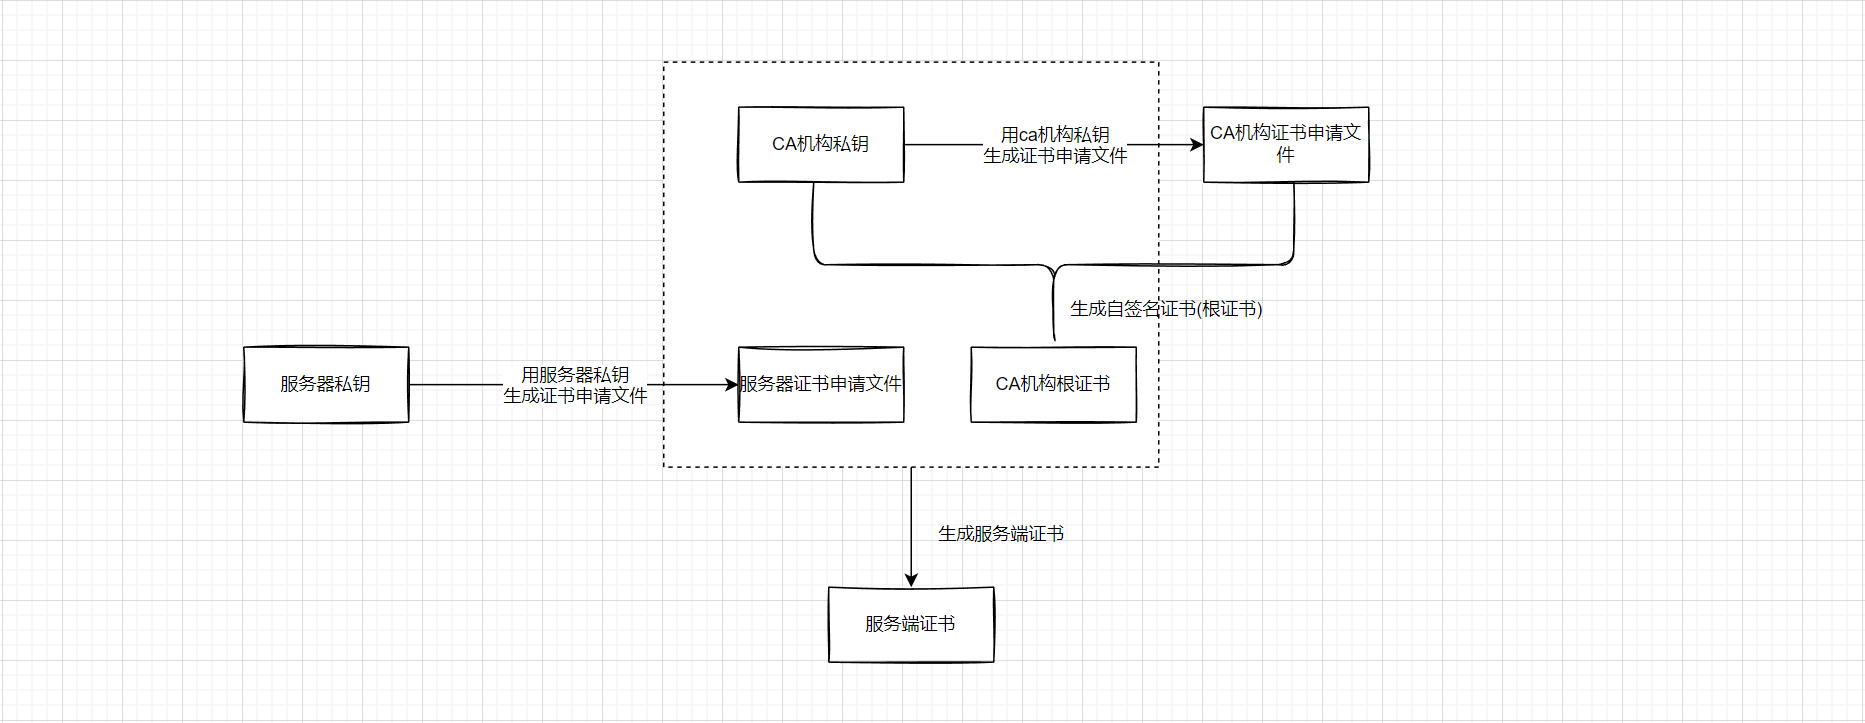 CA机构私钥
用ca机构私钥
生成证书申请文件
CA机构证书申请文
件
生成自签名证书(根证书)
服务器私钥
用服务器私钥
生成证书申请文件
服务器证书申请文件
CA机构根证书
生成服务端证书
服务端证书